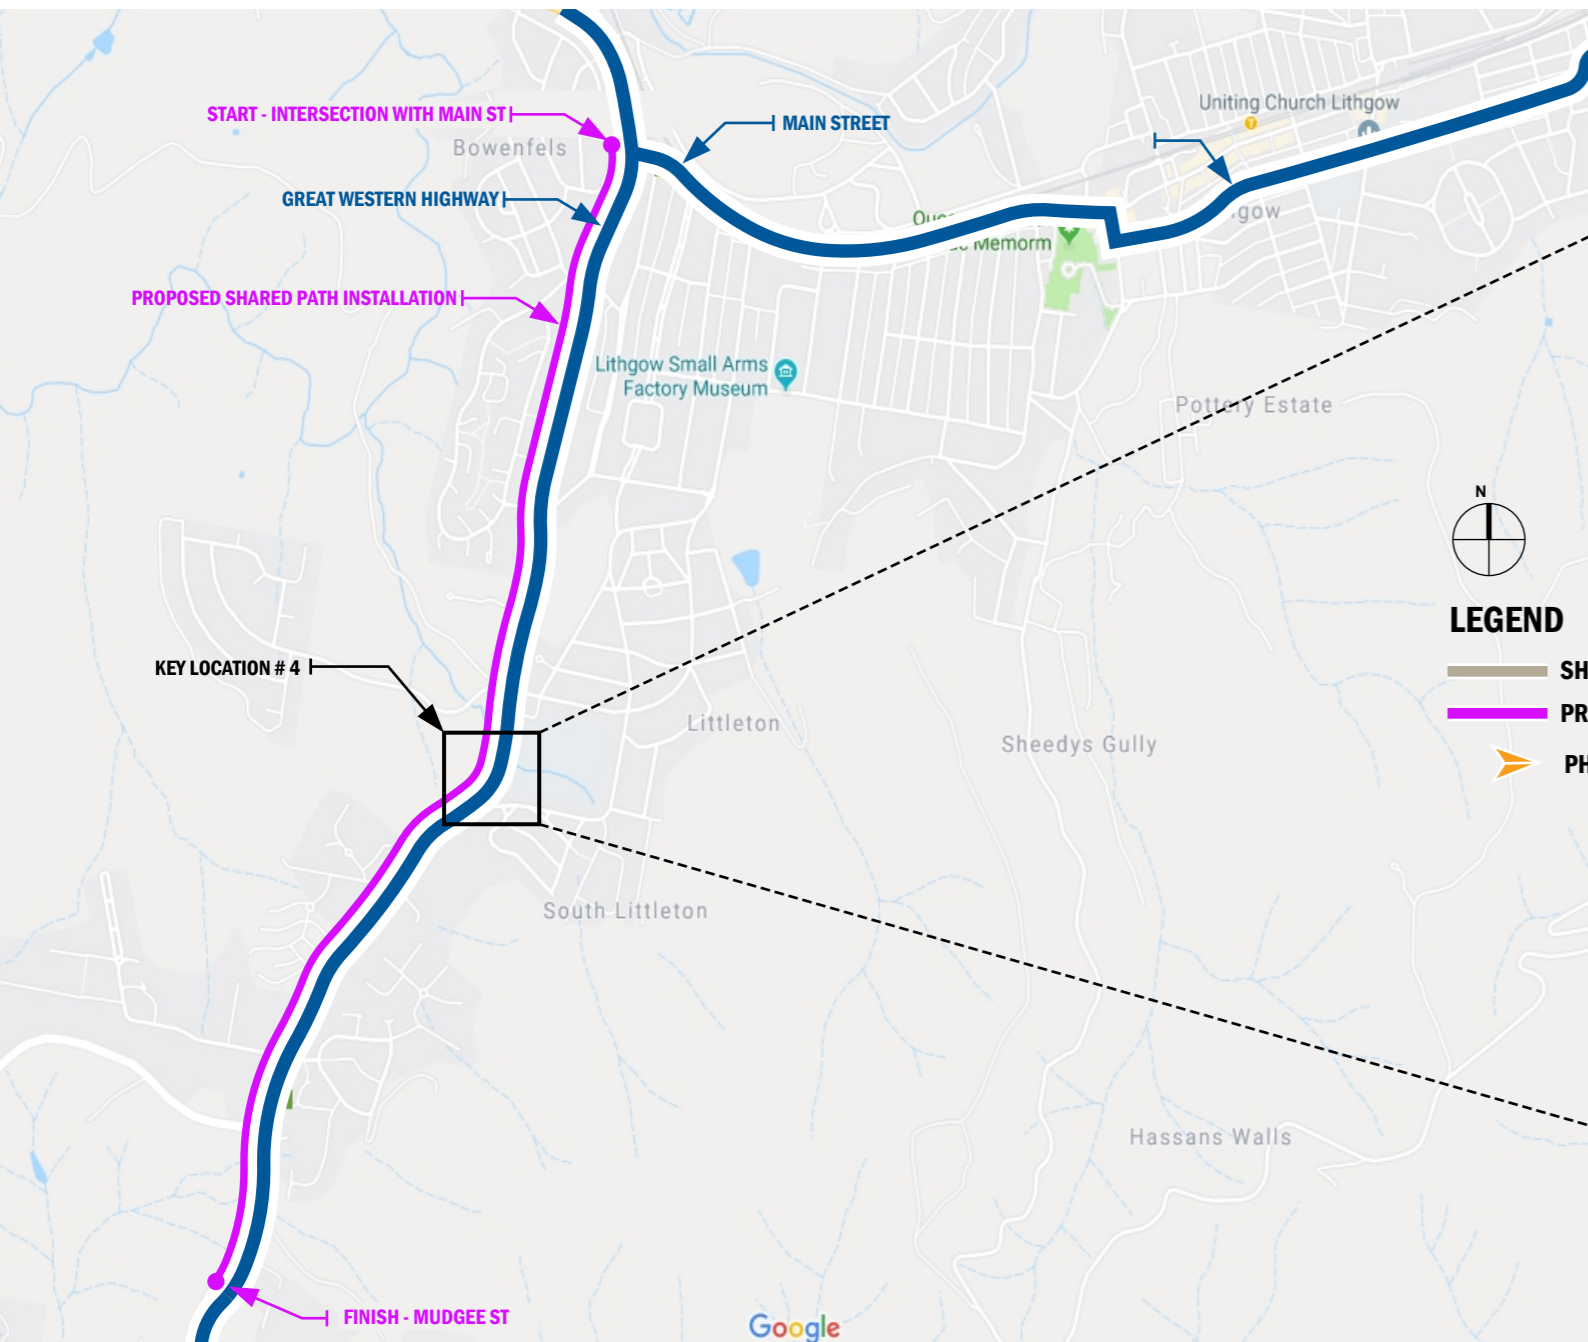 START - INTERSECTION WITH MAIN ST
Bowenfels
MAIN STREET
Uniting Church Lithgow
GREAT WESTERN HIGHWAY
gow
Memorm
PROPOSED SHARED PATH INSTALLATION
Lithgow Small Arms
Factory Museum
Pottery Estate
N
LEGEND
SH
PR
PH
KEY LOCATION # 4
Littleton
Sheedys Gully
South Littleton
Hassans Walls
FINISH - MUDGEE ST
Google